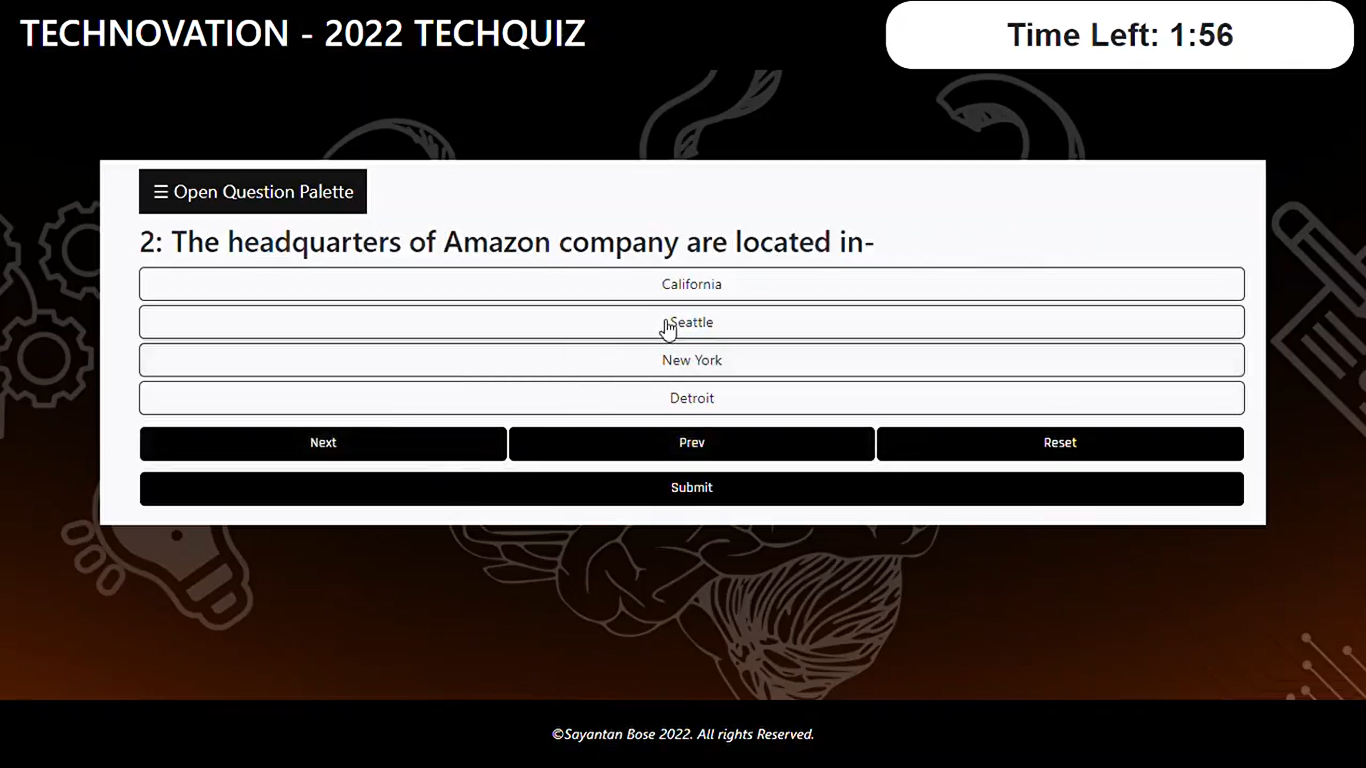 TECHNOVATION - 2022 TECHQUIZ
Time Left: 1:56
☰ Open Question Palette
2: The headquarters of Amazon company are located in-
California
Seattle
New York
Detroit
Next
Prev
Reset
Submit
©Sayantan Bose 2022. All rights Reserved.